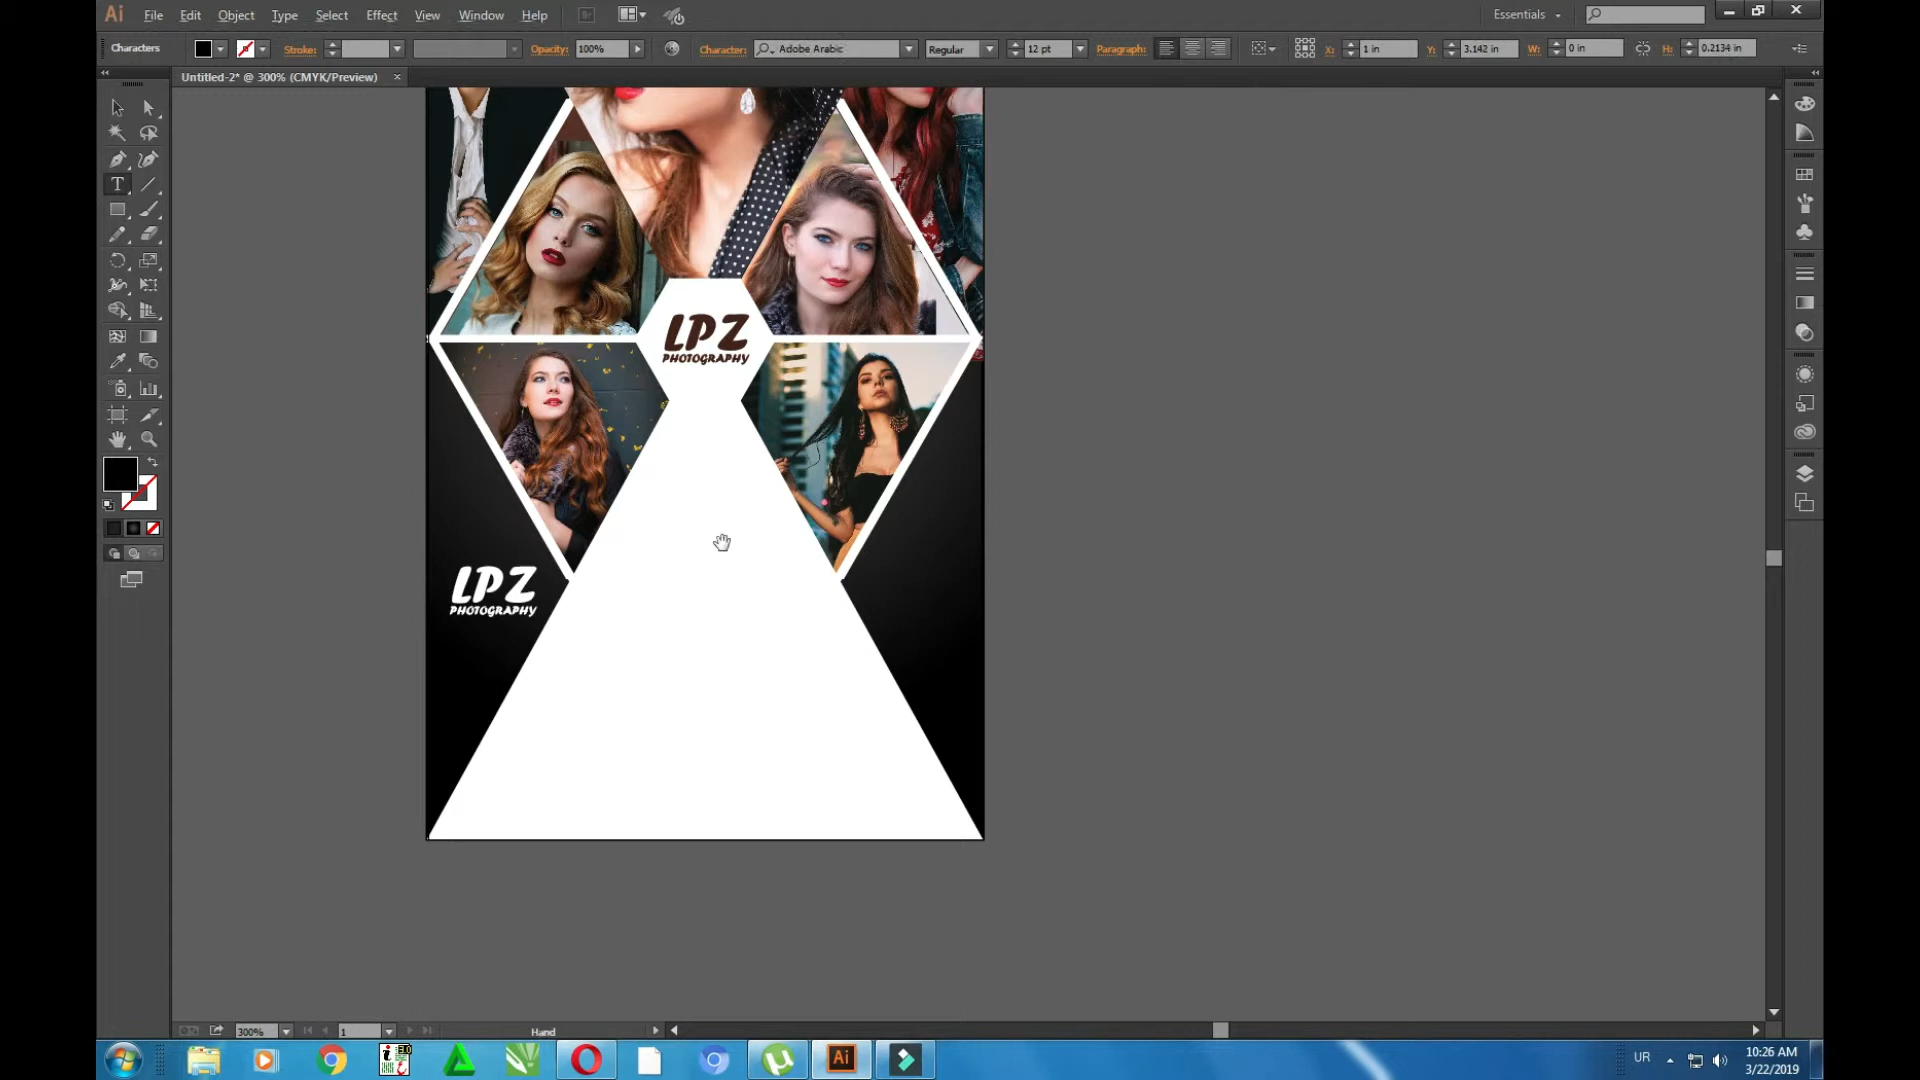 Ai File Edit Object Type Select Effect View Window Help Essentials
Characters Stroke: Opacity: 100% Character: Adobe Arabic Regular 12 pt Paragraph: X: 1 in Y: 3.142 in W: 0 in H: 0.2134 in
Untitled-2* @ 300% (CMYK/Preview)
LPZ
PHOTOGRAPHY
LPZ
PHOTOGRAPHY
300% 1 Hand
Ai UR 10:26 AM
3/22/2019